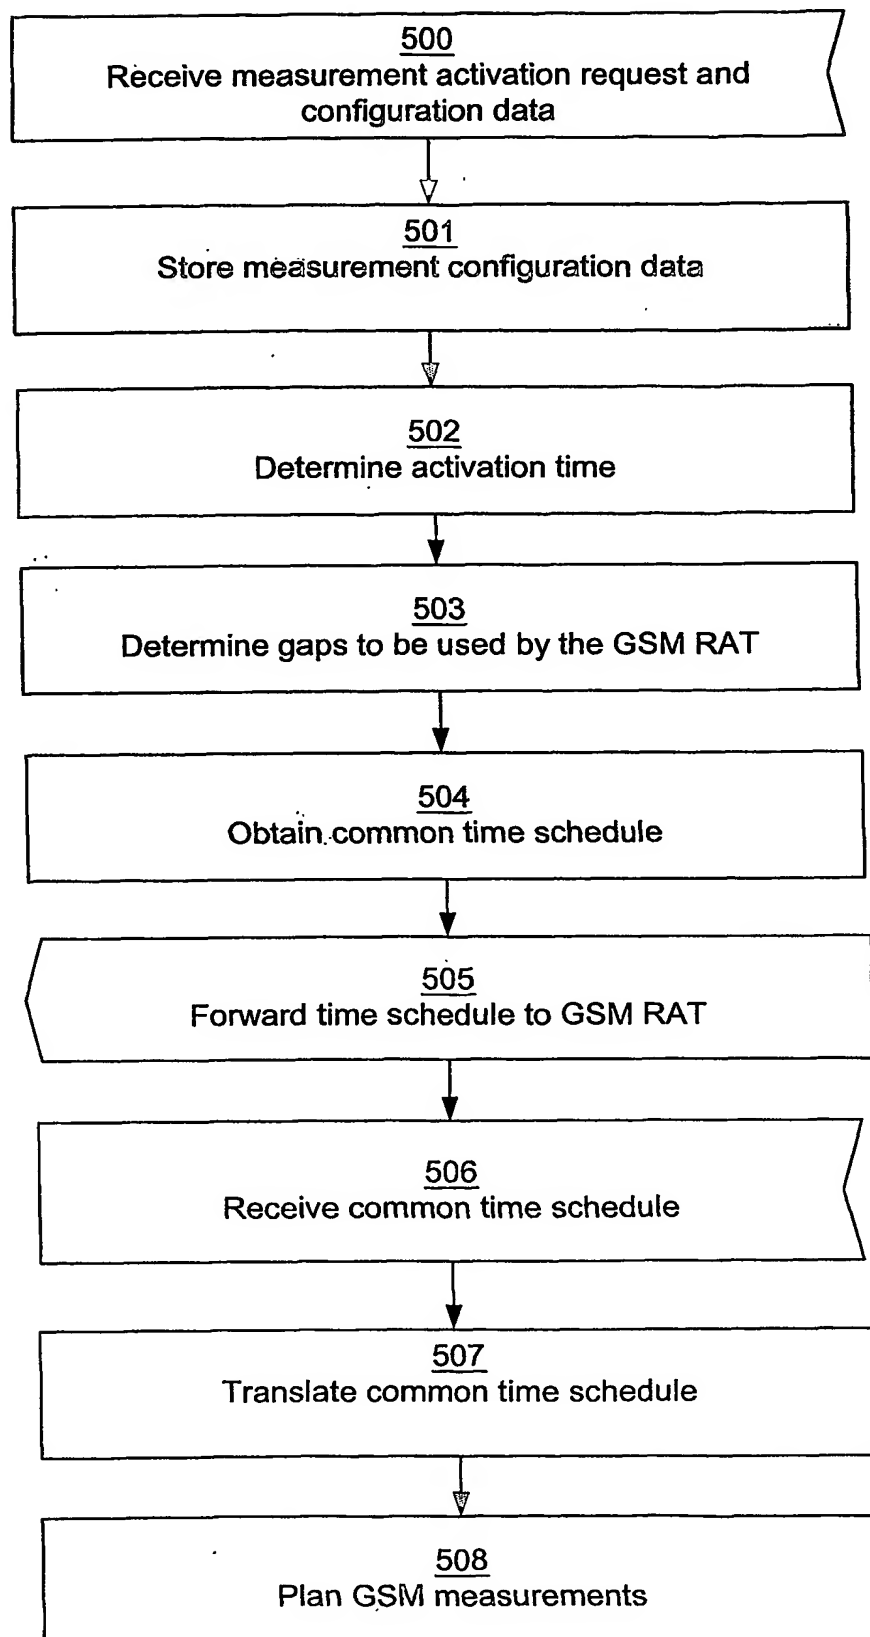 500
Receive measurement activation request and
configuration data
501
Store measurement configuration data
502
Determine activation time
503
Determine gaps to be used by the GSM RAT
504
Obtain common time schedule
505
Forward time schedule to GSM RAT
506
Receive common time schedule
507
Translate common time schedule
508
Plan GSM measurements